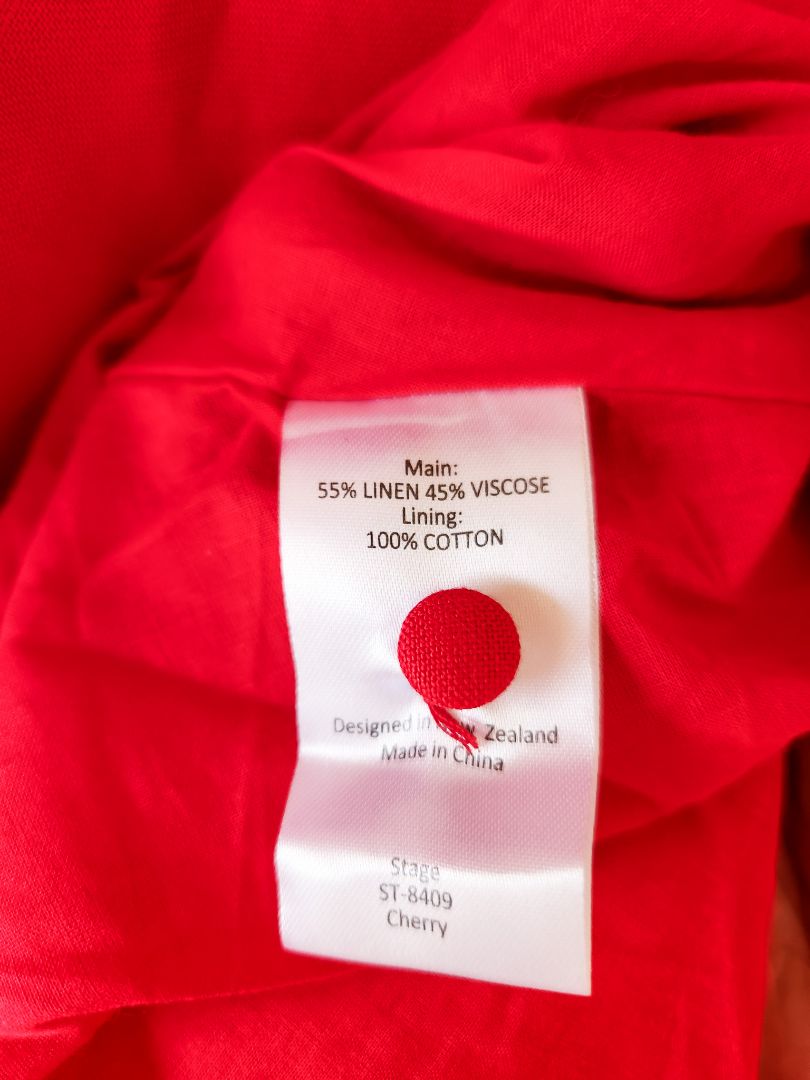 Main:
55% LINEN 45% VISCOSE
Lining:
100% COTTON
Designed in Zealand
Made in China
Stage
ST-8409
Cherry